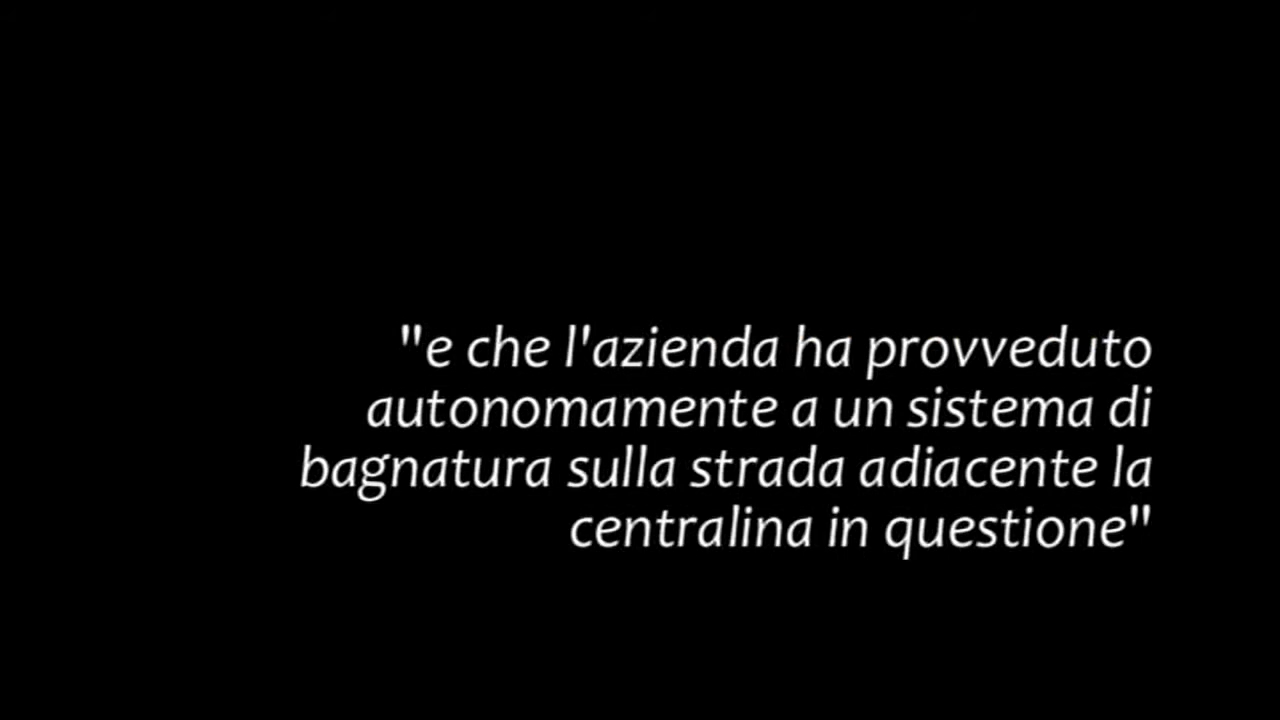 "e che l'azienda ha provveduto
autonomamente a un sistema di
bagnatura sulla strada adiacente la
centralina in questione"